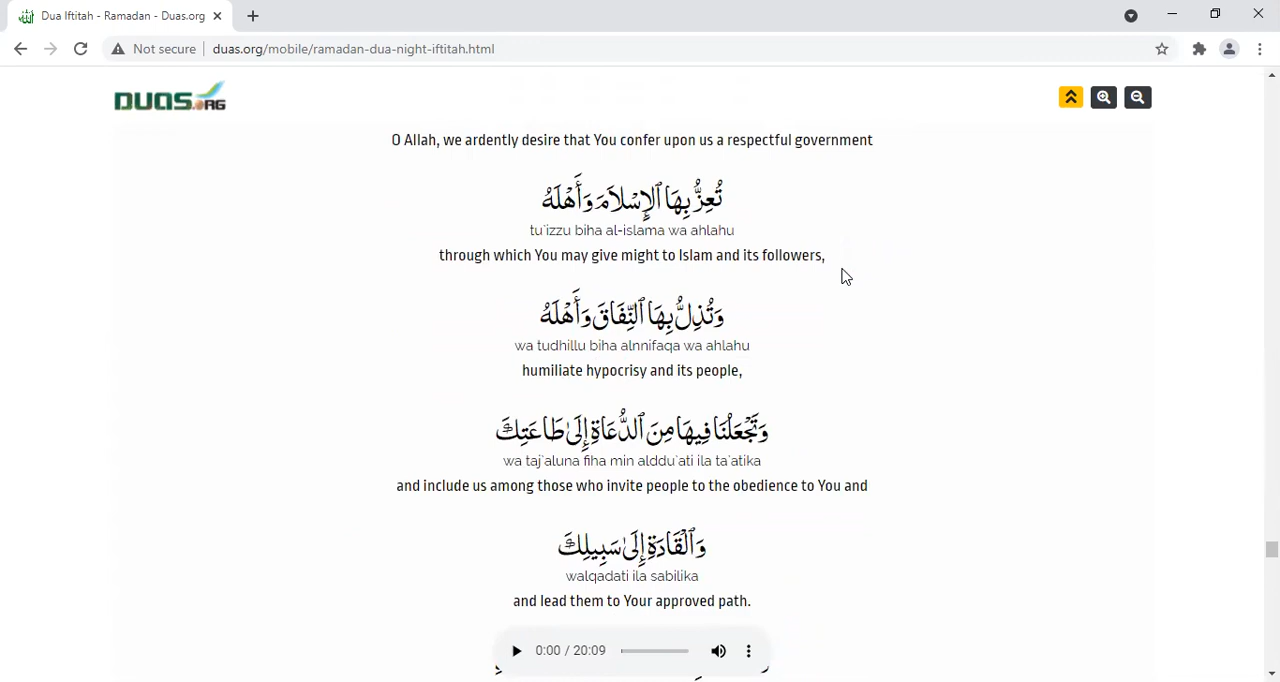 Dua Iftitah - Ramadan - Duas.org
Not secure
duas.org/mobile/ramadan-dua-night-iftitah.html
DUAS.ORG
O Allah, we ardently desire that You confer upon us a respectful government
تُعِزُّ بِهَا ٱلإِسْلاَمَ وَأَهْلَهُ
tu`izzu biha al-islama wa ahlahu
through which You may give might to Islam and its followers,
وَتُذِلُّ بِهَا ٱلنِّفَاقَ وَأَهْلَهُ
wa tudhillu biha alnnifaqa wa ahlahu
humiliate hypocrisy and its people,
وَتَجْعَلُنَا فِيهَا مِنَ ٱلدُّعَاةِ إِلَىٰ طَاعَتِكَ
wa taj`aluna fiha min alddu`ati ila ta`atika
and include us among those who invite people to the obedience to You and
وَٱلْقَادَةِ إِلَىٰ سَبِيلِكَ
walqadati ila sabilika
and lead them to Your approved path.
0:00 / 20:09